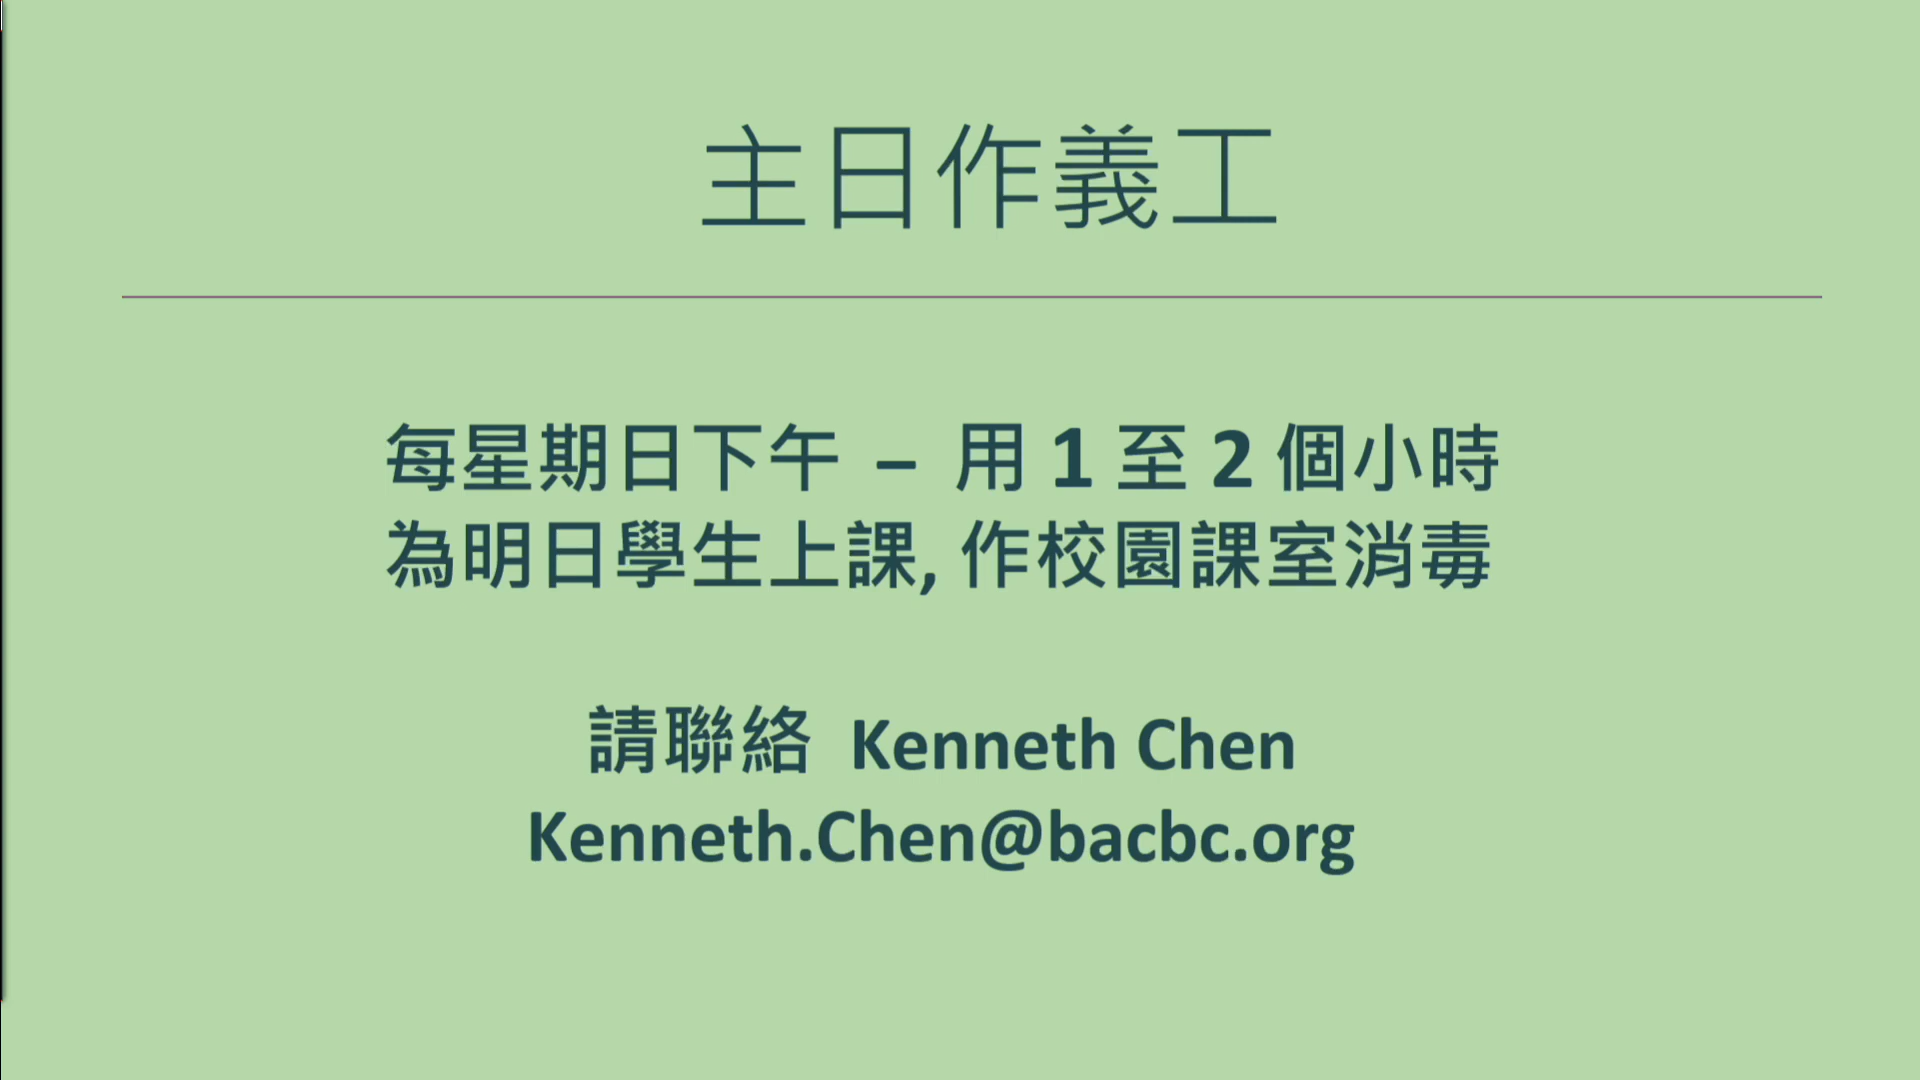 主日作義工
每星期日下午 – 用 1 至 2 個小時
為明日學生上課, 作校園課室消毒
請聯絡 Kenneth Chen
Kenneth.Chen@bacbc.org